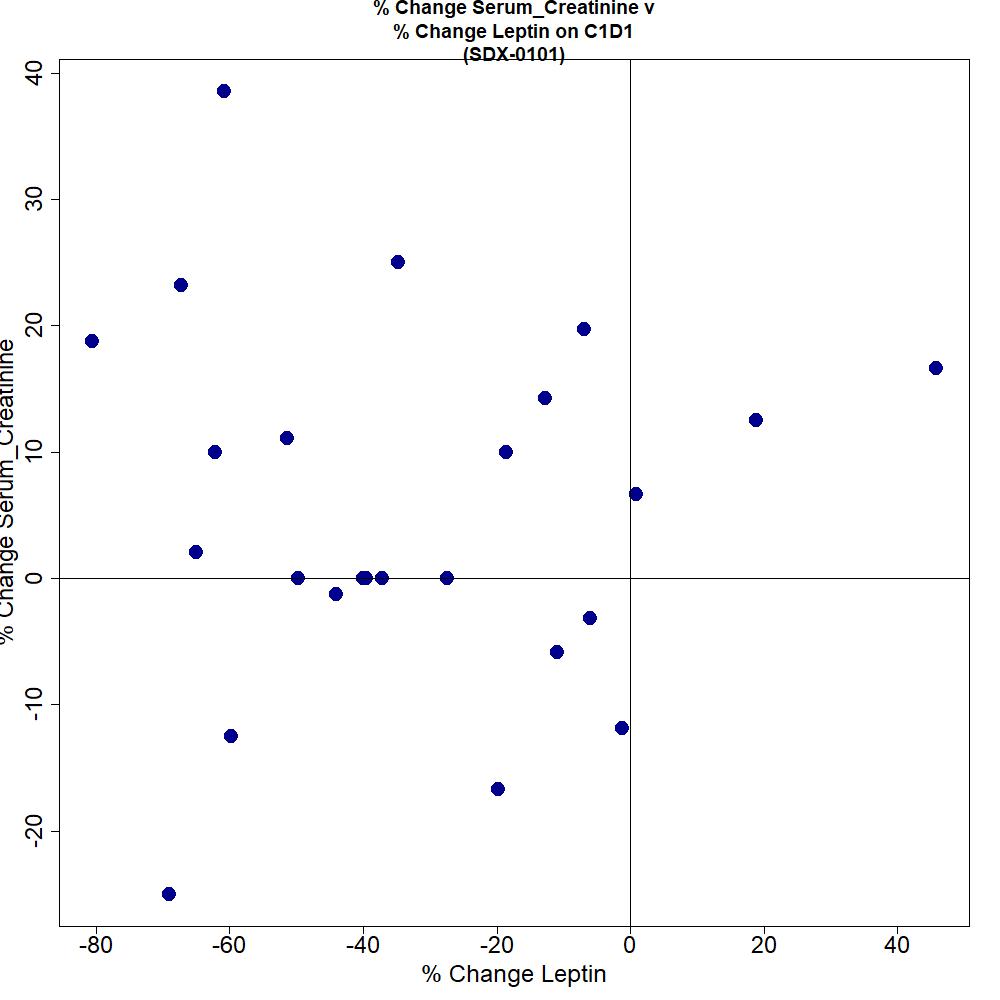 % Change Serum_Creatinine v
% Change Leptin on C1D1
(SDX-0101)
% Change Serum_Creatinine
40
30
20
10
0
-10
-20
-80 -60 -40 -20 0 20 40
% Change Leptin